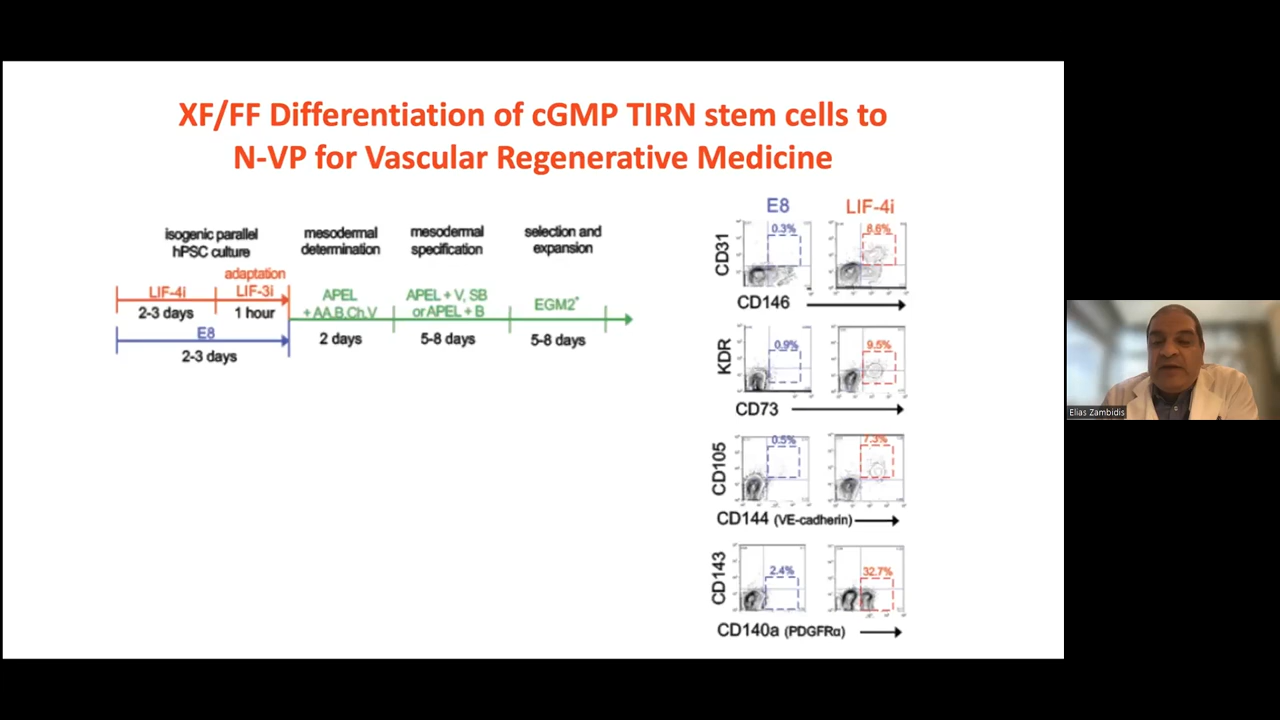 XF/FF Differentiation of cGMP TIRN stem cells to
N-VP for Vascular Regenerative Medicine
isogenic parallel
hPSC culture
mesodermal
determination
mesodermal
specification
selection and
expansion
adaptation
LIF-4i
LIF-3i
2-3 days
1 hour
E8
2-3 days
APEL
+ AA,B,Ch,V
2 days
APEL + V, SB
or APEL + B
5-8 days
EGM2*
5-8 days
E8
LIF-4i
CD31
0.3%
8.6%
CD146
KDR
0.9%
9.5%
CD73
CD105
0.5%
7.3%
CD144 (VE-cadherin)
CD143
2.4%
32.7%
CD140a (PDGFRα)
Elias Zambidis